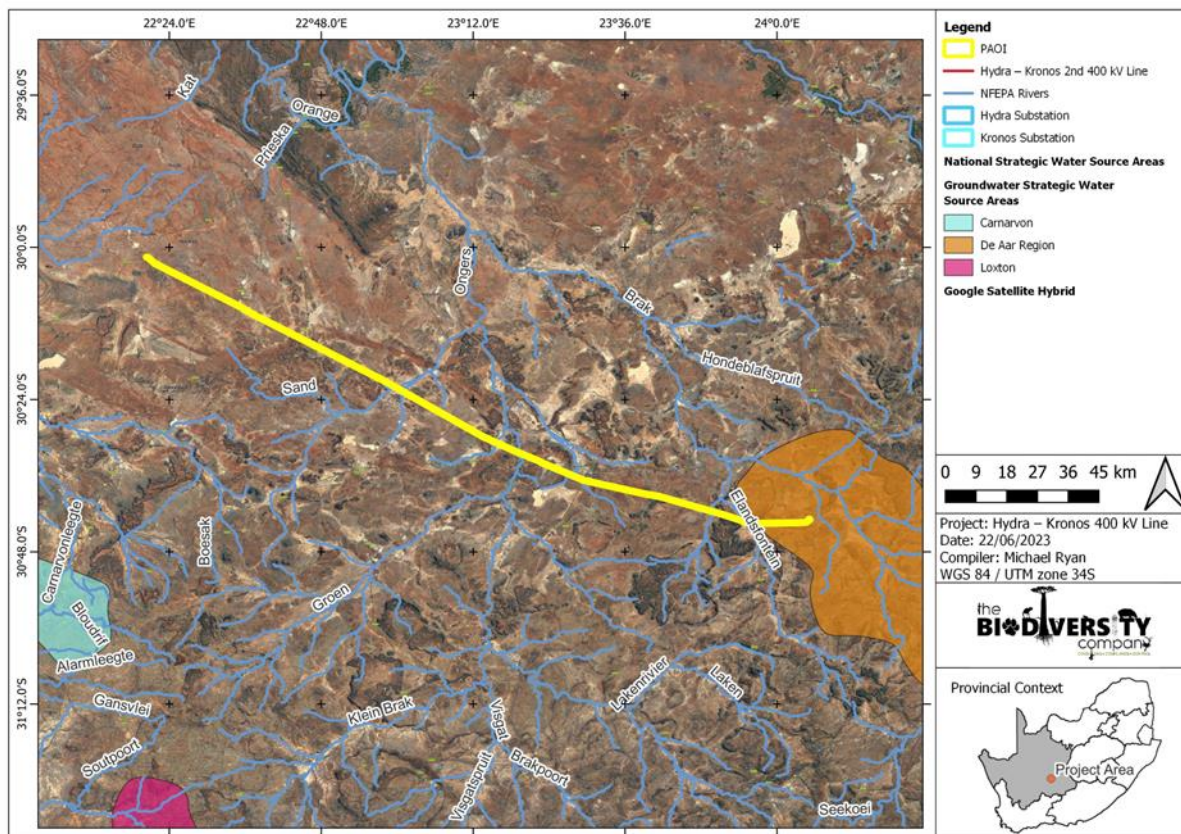 22°24.0'E
22°48.0'E
23°12.0'E
23°36.0'E
24°0.0'E
29°36.0'S
30°0.0'S
30°24.0'S
30°48.0'S
31°12.0'S
Kat
Orange
Prieska
Ongers
Brak
Hondeblafspruit
Sand
Elandsfontein
Carnarvonleegte
Boesak
Bloudrif
Groen
Alarmleegte
Gansvlei
Klein Brak
Lakenrivier
Laken
Visgat
Soutpoort
Visgatspruit
Brakpoort
Seekoei
Legend
PAOI
Hydra – Kronos 2nd 400 kV Line
NFEPA Rivers
Hydra Substation
Kronos Substation
National Strategic Water Source Areas
Groundwater Strategic Water
Source Areas
Carnarvon
De Aar Region
Loxton
Google Satellite Hybrid
0 9 18 27 36 45 km
Project: Hydra – Kronos 400 kV Line
Date: 22/06/2023
Compiler: Michael Ryan
WGS 84 / UTM zone 34S
the
BIODIVERSITY
company
Provincial Context
Project Area